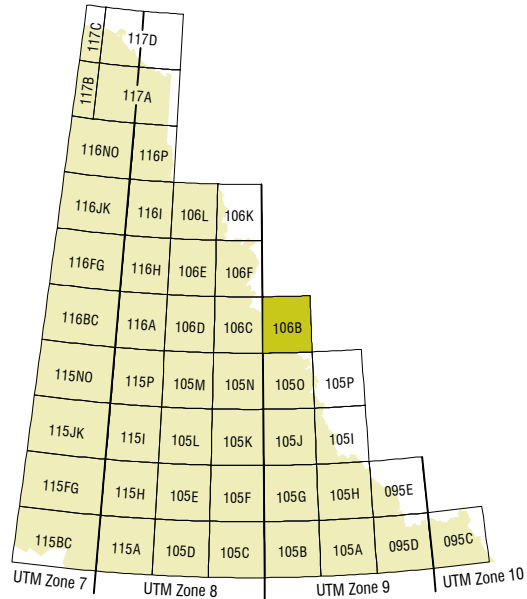 117C 117D
117B 117A
116NO 116P
116JK 116I 106L 106K
116FG 116H 106E 106F
116BC 116A 106D 106C 106B
115NO 115P 105M 105N 105O 105P
115JK 115I 105L 105K 105J 105I
115FG 115H 105E 105F 105G 105H 095E
115BC 115A 105D 105C 105B 105A 095D 095C
UTM Zone 7 UTM Zone 8 UTM Zone 9 UTM Zone 10